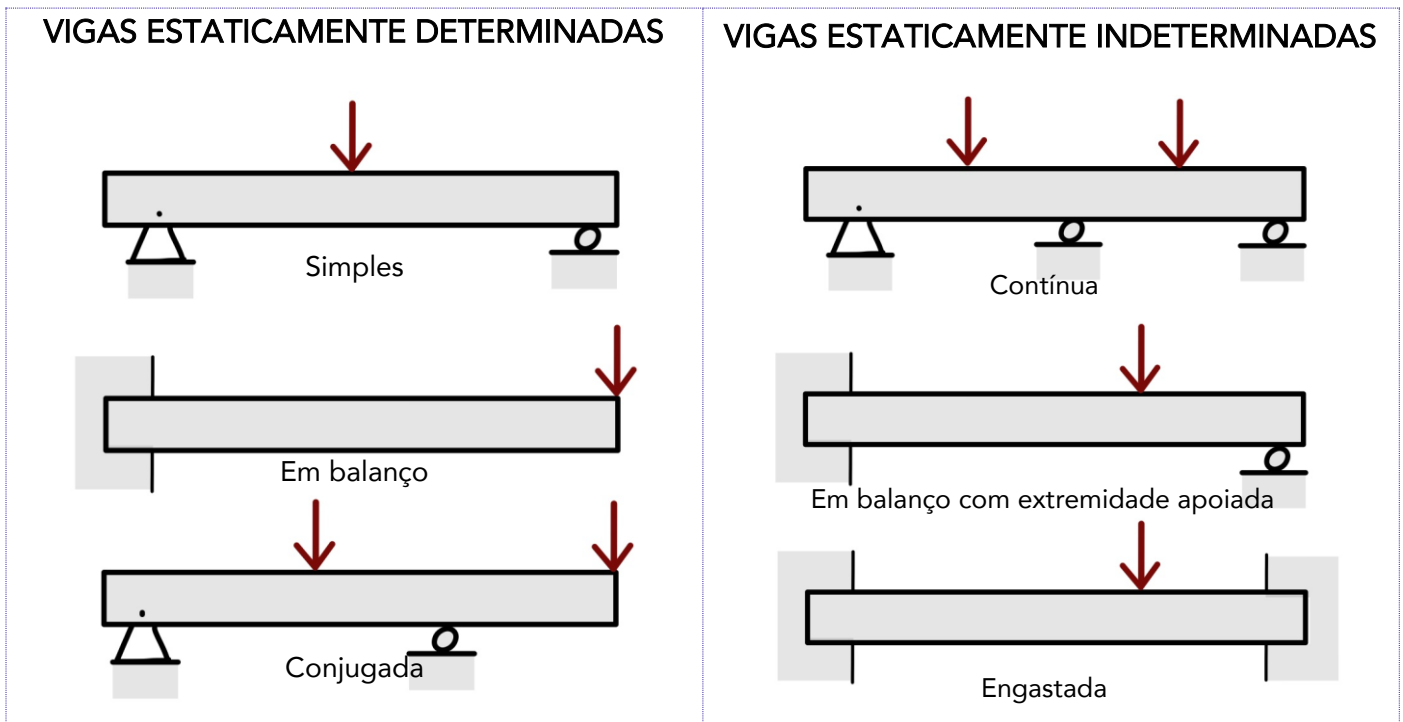 VIGAS ESTATICAMENTE DETERMINADAS
Simples
Em balanço
Conjugada
VIGAS ESTATICAMENTE INDETERMINADAS
Contínua
Em balanço com extremidade apoiada
Engastada